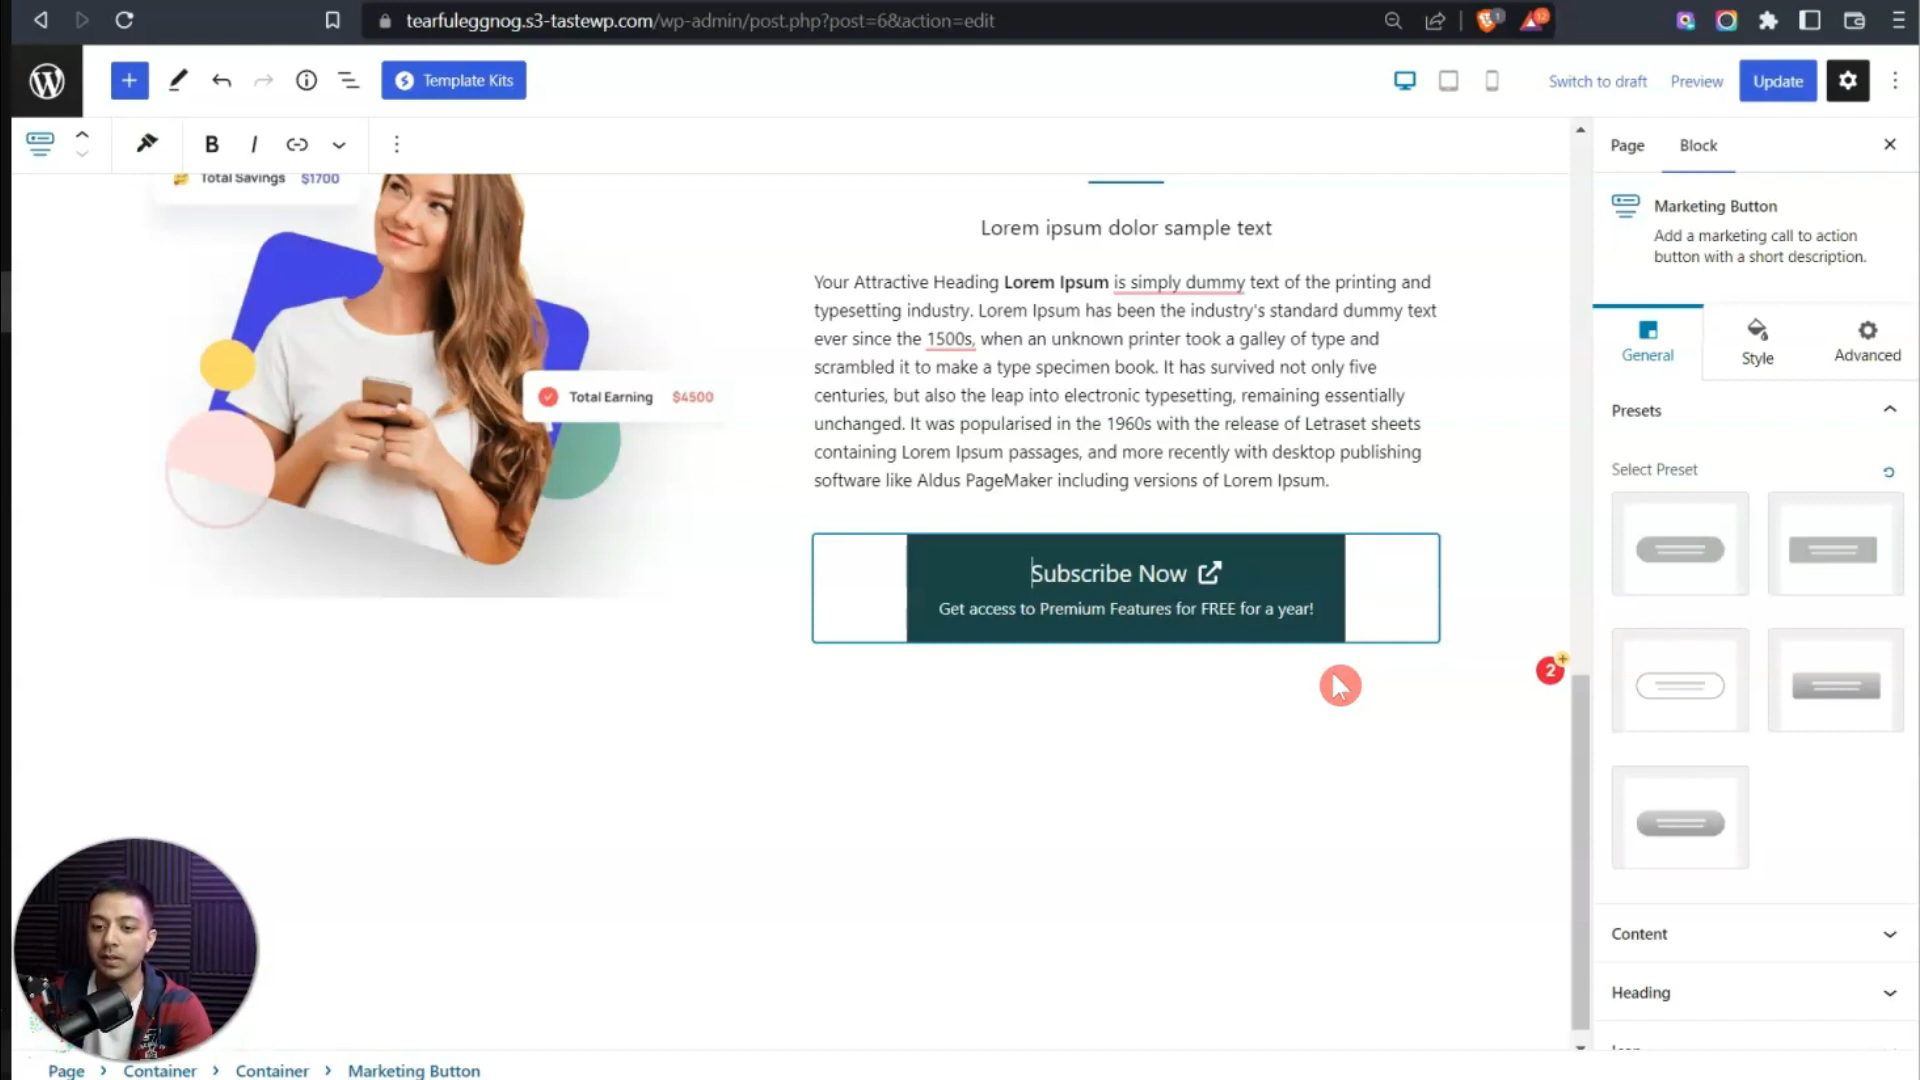 tearfuleggnog.s3-tastewp.com/wp-admin/post.php?post=6&action=edit
1
12
Template Kits
Switch to draft
Preview
Update
B
I
Page
Block
Total Savings $1700
Marketing Button
Add a marketing call to action
button with a short description.
Lorem ipsum dolor sample text
Your Attractive Heading Lorem Ipsum is simply dummy text of the printing and
typesetting industry. Lorem Ipsum has been the industry's standard dummy text
ever since the 1500s, when an unknown printer took a galley of type and
scrambled it to make a type specimen book. It has survived not only five
centuries, but also the leap into electronic typesetting, remaining essentially
unchanged. It was popularised in the 1960s with the release of Letraset sheets
containing Lorem Ipsum passages, and more recently with desktop publishing
software like Aldus PageMaker including versions of Lorem Ipsum.
General
Style
Advanced
Total Earning $4500
Presets
Select Preset
Subscribe Now
Get access to Premium Features for FREE for a year!
2
Content
Heading
Page
Container
Container
Marketing Button